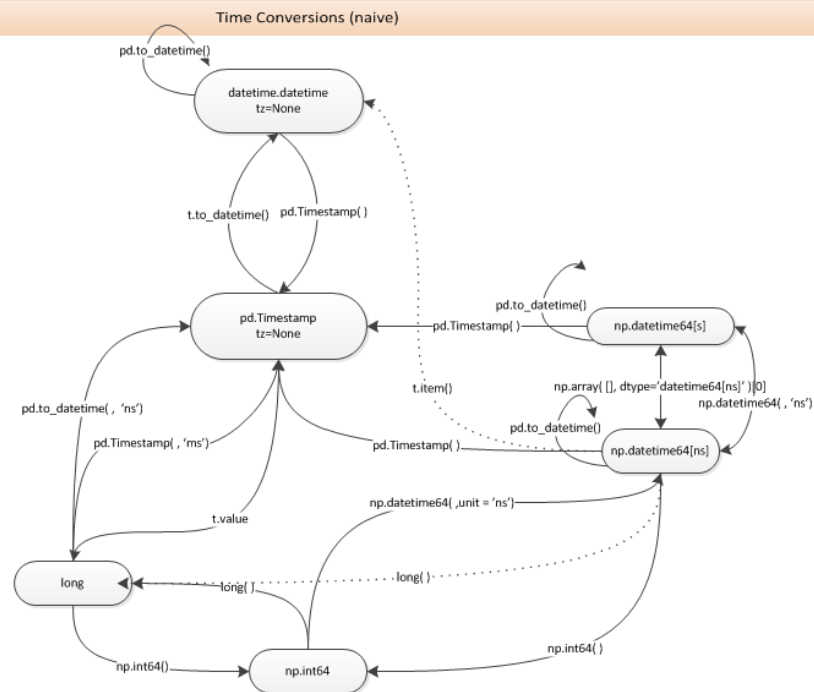 Time Conversions (naive)
pd.to_datetime()
datetime.datetime
tz=None
t.to_datetime()
pd.Timestamp( )
pd.Timestamp
tz=None
pd.to_datetime()
pd.Timestamp( )
np.datetime64[s]
t.item()
np.array( [], dtype='datetime64[ns]' )[0]
np.datetime64( , 'ns')
pd.to_datetime( , 'ns')
pd.to_datetime()
pd.Timestamp( , 'ms')
pd.Timestamp( )
np.datetime64[ns]
np.datetime64( ,unit = 'ns')
t.value
long
long( )
long( )
np.int64()
np.int64
np.int64( )